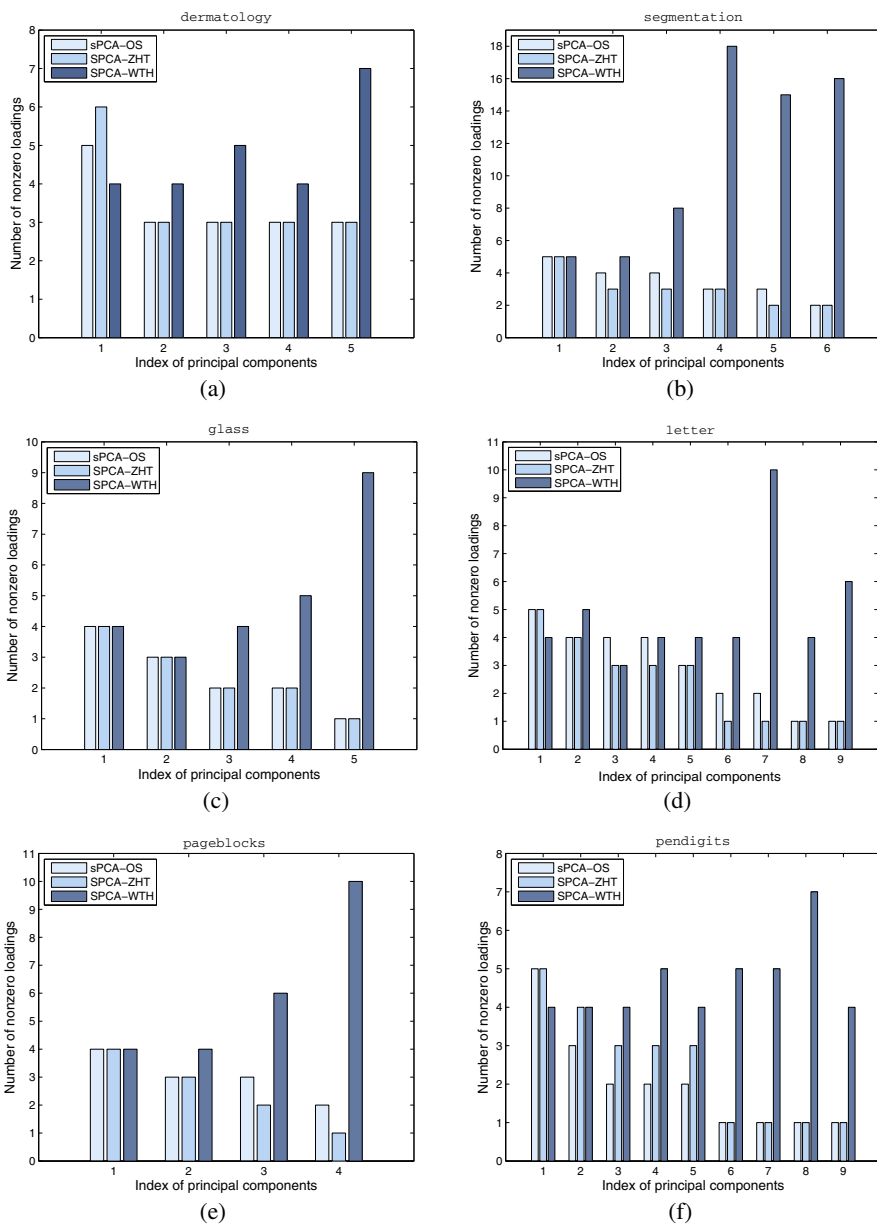 dermatology
sPCA-OS
SPCA-ZHT
SPCA-WTH
Number of nonzero loadings
8
7
6
5
4
3
2
1
0
1 2 3 4 5
Index of principal components
(a)
segmentation
sPCA-OS
SPCA-ZHT
SPCA-WTH
Number of nonzero loadings
18
16
14
12
10
8
6
4
2
0
1 2 3 4 5 6
Index of principal components
(b)
glass
sPCA-OS
SPCA-ZHT
SPCA-WTH
Number of nonzero loadings
10
9
8
7
6
5
4
3
2
1
0
1 2 3 4 5
Index of principal components
(c)
letter
sPCA-OS
SPCA-ZHT
SPCA-WTH
Number of nonzero loadings
11
10
9
8
7
6
5
4
3
2
1
0
1 2 3 4 5 6 7 8 9
Index of principal components
(d)
pageblocks
sPCA-OS
SPCA-ZHT
SPCA-WTH
Number of nonzero loadings
11
10
9
8
7
6
5
4
3
2
1
0
1 2 3 4
Index of principal components
(e)
pendigits
sPCA-OS
SPCA-ZHT
SPCA-WTH
Number of nonzero loadings
8
7
6
5
4
3
2
1
0
1 2 3 4 5 6 7 8 9
Index of principal components
(f)